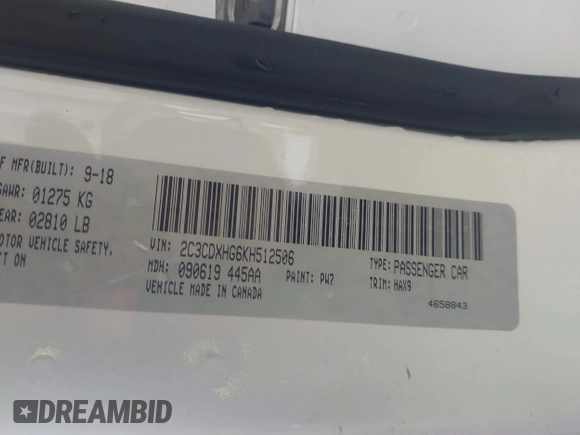 F MFR(BUILT): 9-18
GAWR: 01275 KG
EAR: 02810 LB
OTOR VEHICLE SAFETY,
ECT ON
VIN: 2C3CDXHG6KH512506
MDH: 090619 445AA
PAINT: PW7
VEHICLE MADE IN CANADA
TYPE: PASSENGER CAR
TRIM: HAX9
4658843
DREAMBID